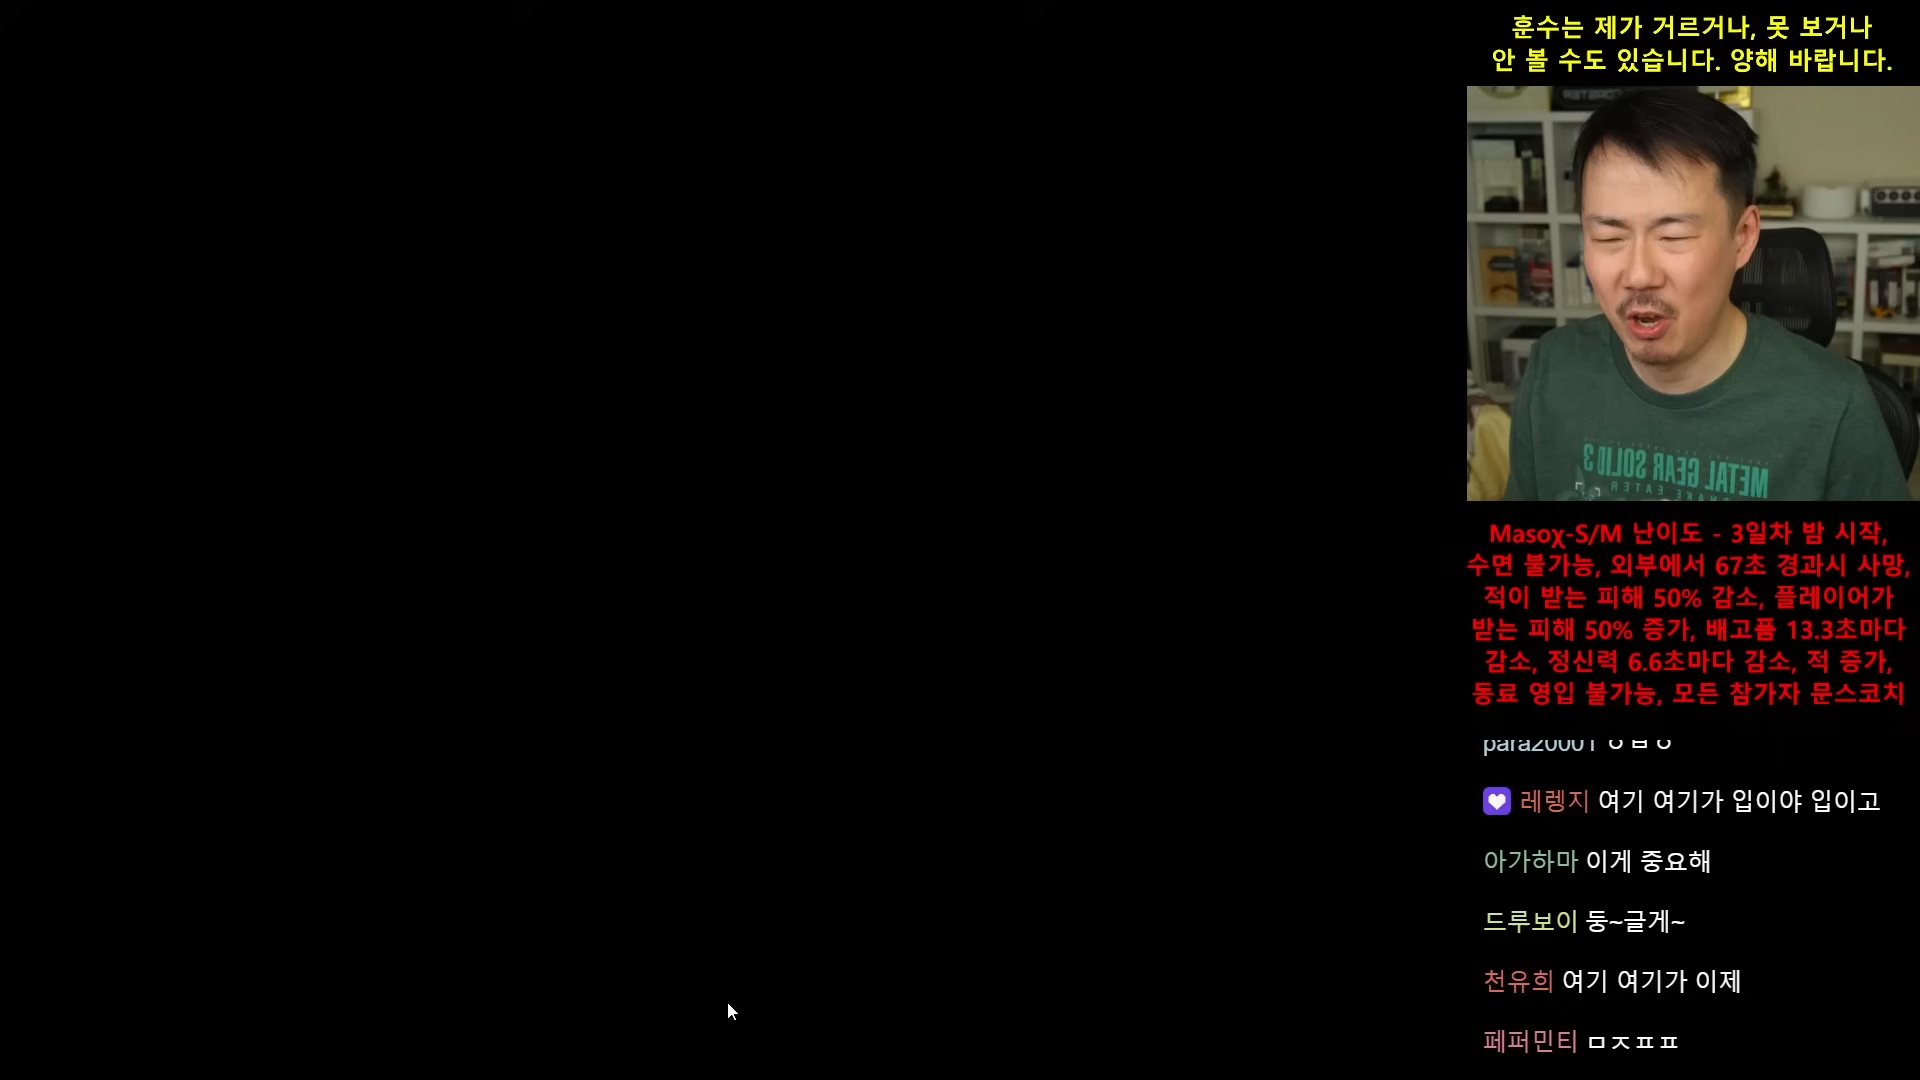 훈수는 제가 거르거나, 못 보거나
안 볼 수도 있습니다. 양해 바랍니다.
METAL GEAR SOLID 3
SNAKE EATER
Masoχ-S/M 난이도 - 3일차 밤 시작,
수면 불가능, 외부에서 67초 경과시 사망,
적이 받는 피해 50% 감소, 플레이어가
받는 피해 50% 증가, 배고픔 13.3초마다
감소, 정신력 6.6초마다 감소, 적 증가,
동료 영입 불가능, 모든 참가자 문스코치
para20001 ㅇㅂㅇ
레렝지 여기 여기가 입이야 입이고
아가하마 이게 중요해
드루보이 둥~글게~
천유희 여기 여기가 이제
페퍼민티 ㅁㅈㅍㅍ